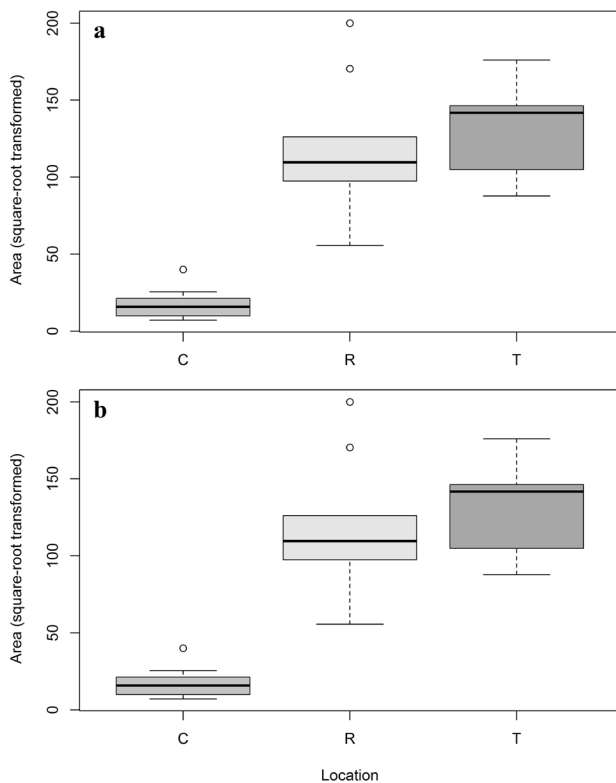 a
Area (square-root transformed)
200
150
100
50
0
C R T
b
Area (square-root transformed)
200
150
100
50
0
C R T
Location